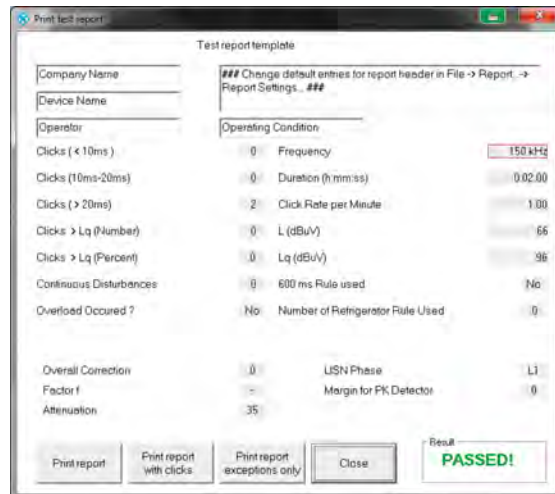 Print test report
Test report template
Company Name
### Change default entries for report header in File -> Report. ->
Report Settings... ###
Device Name
Operator
Operating Condition
Clicks ( < 10ms ) 0 Frequency 150 kHz
Clicks (10ms-20ms) 0 Duration (h:mm:ss) 0:02:00
Clicks ( > 20ms) 2 Click Rate per Minute 1.00
Clicks > Lq (Number) 0 L (dBuV) 66
Clicks > Lq (Percent) 0 Lq (dBuV) 96
Continuous Disturbances 0 600 ms Rule used No
Overload Occured ? No Number of Refrigerator Rule Used 0
Overall Correction 0 LISN Phase L1
Factor f - Margin for PK Detector 0
Attenuation 35
Print report
Print report
with clicks
Print report
exceptions only
Close
Result
PASSED!